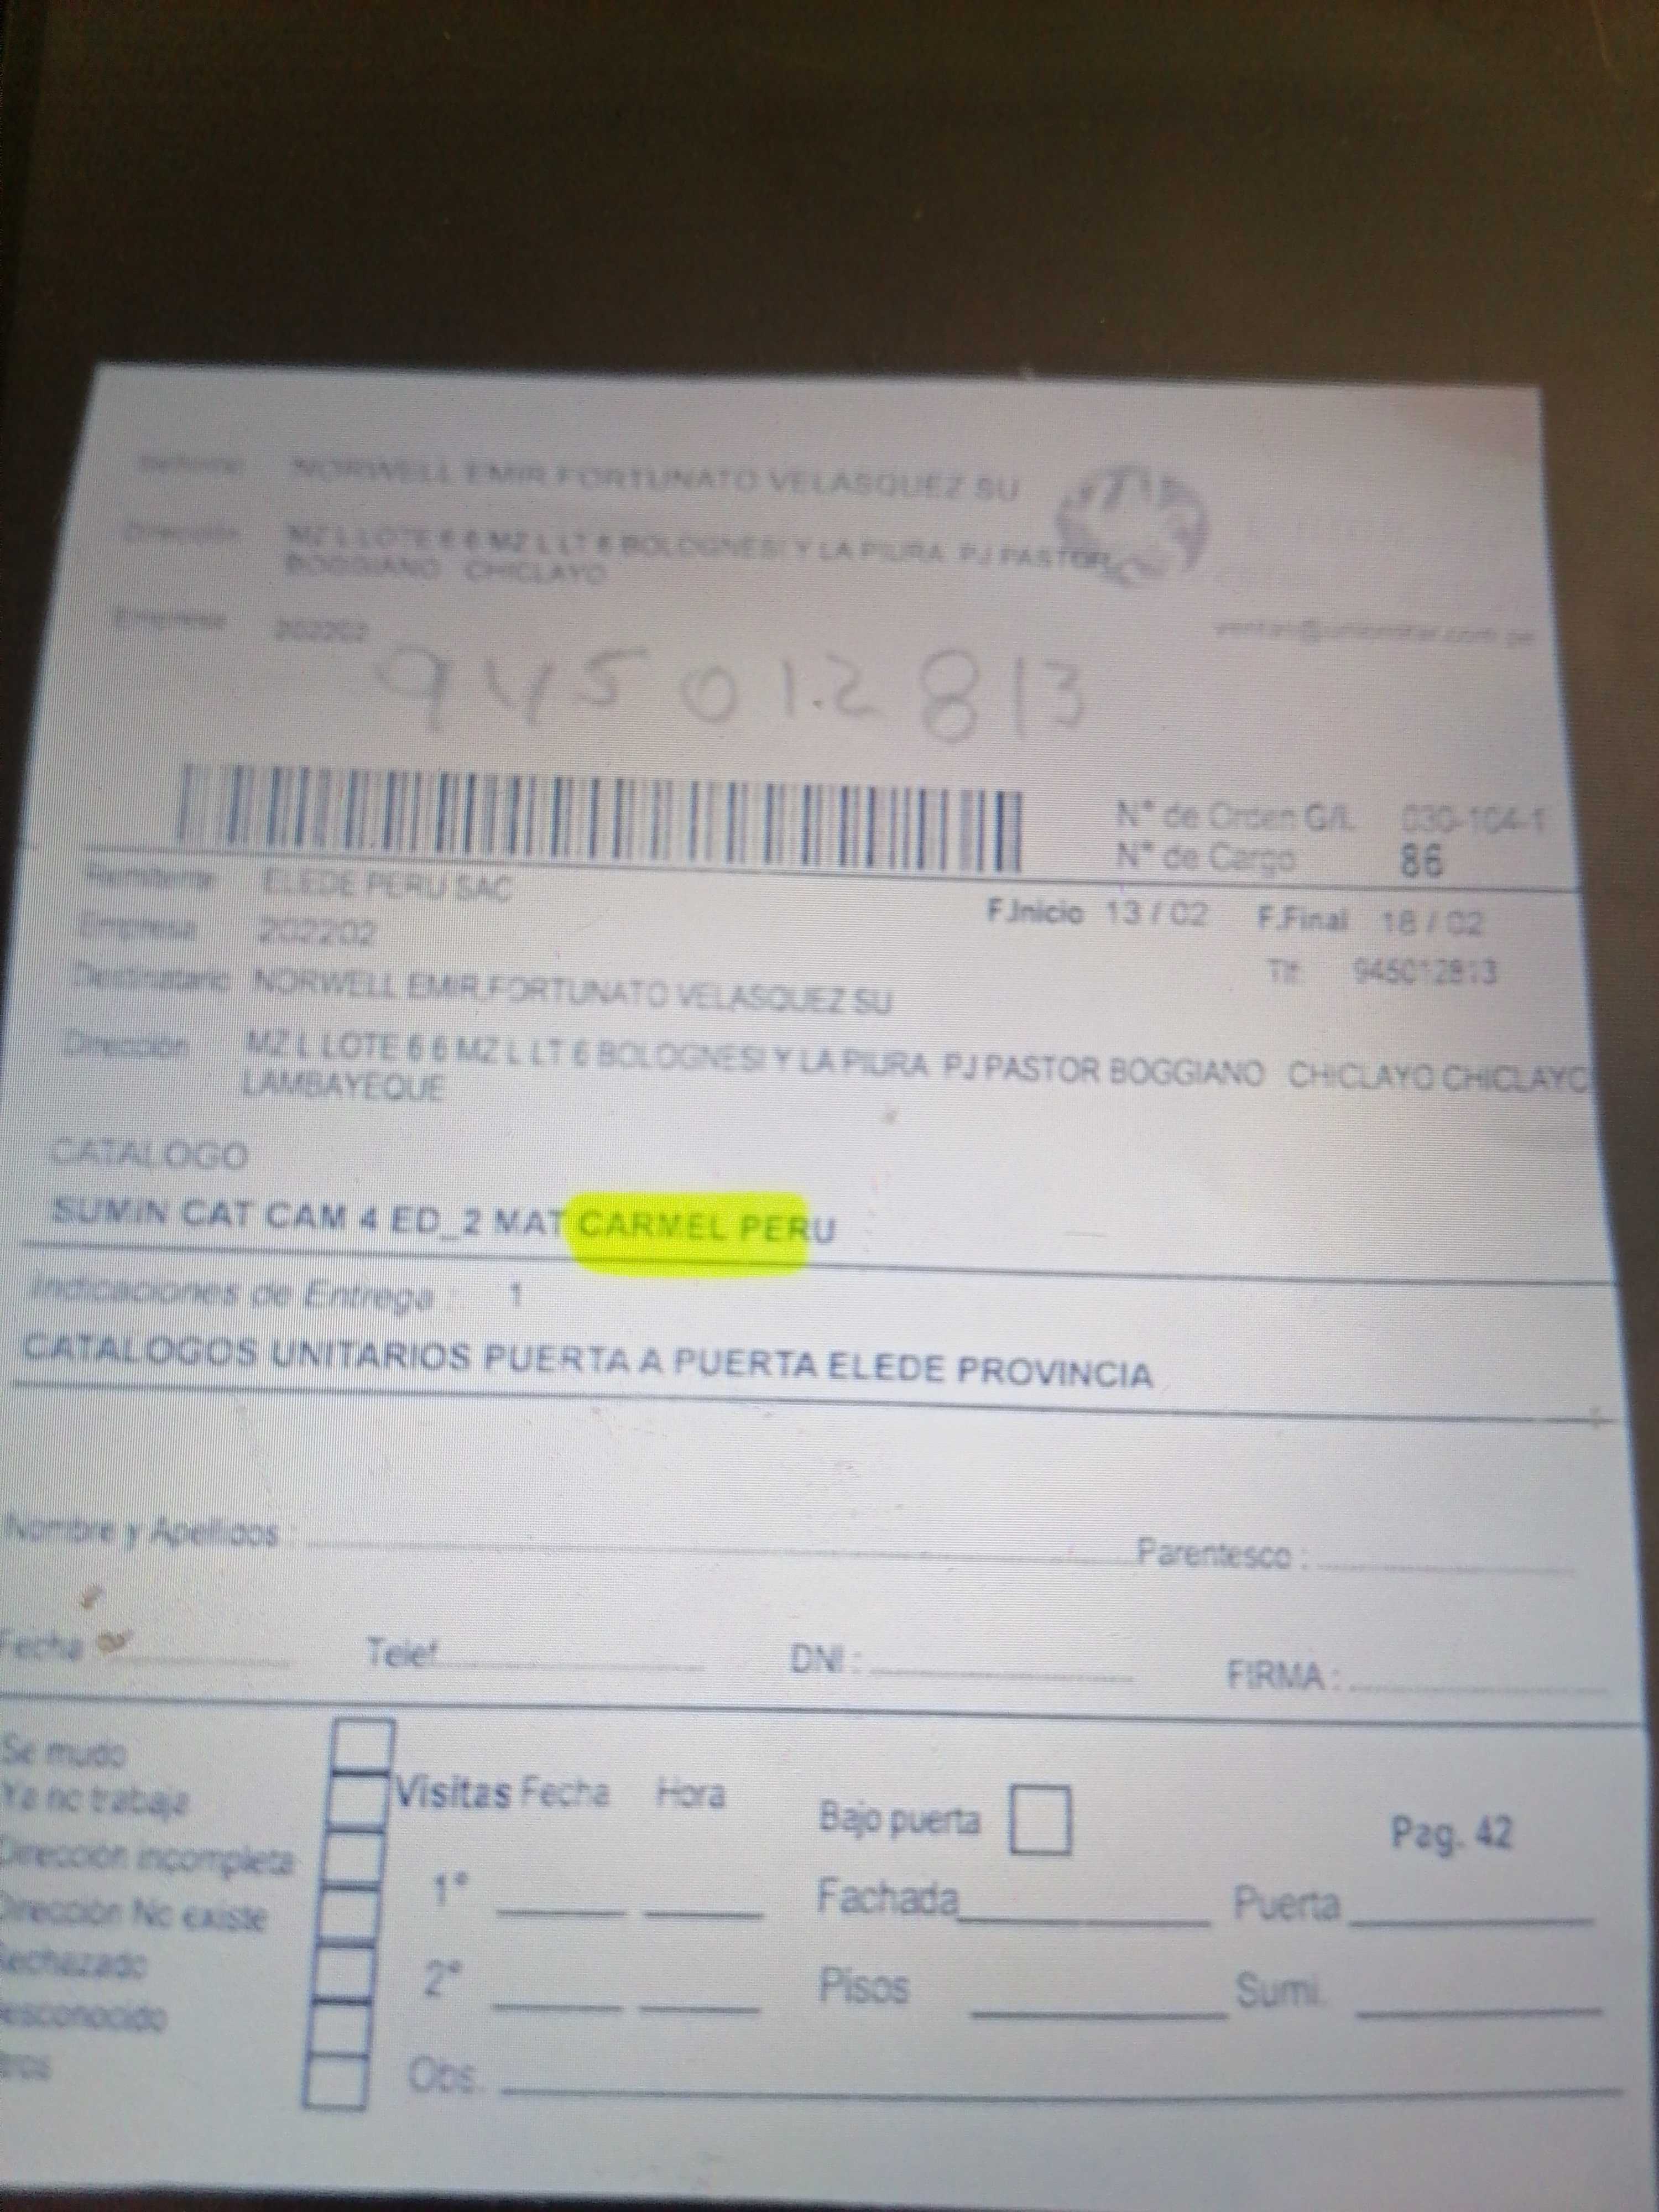 NORWELL EMIR FORTUNATO VELASQUEZ SU
MZ L LOTE 6 6 MZ L LT 6 BOLOGNESI Y LA PIURA PJ PASTOR
BOGGIANO CHICLAYO
Empresa 202202
945012813
N° de Orden G/L 030-104-1
N° de Cargo 86
Remitente ELEDE PERU SAC
F.Inicio 13 / 02 F.Final 18 / 02
Empresa 202202
Tlf: 945012813
Destinatario NORWELL EMIR FORTUNATO VELASQUEZ SU
Dirección MZ L LOTE 6 6 MZ L LT 6 BOLOGNESI Y LA PIURA PJ PASTOR BOGGIANO CHICLAYO CHICLAYO
LAMBAYEQUE
CATALOGO
SUMIN CAT CAM 4 ED_2 MAT CARMEL PERU
Indicaciones de Entrega : 1
CATALOGOS UNITARIOS PUERTA A PUERTA ELEDE PROVINCIA
Nombre y Apellidos : Parentesco :
Fecha Telef. DNI : FIRMA :
Se mudo
Ya no trabaja
Dirección incompleta
Dirección No existe
Rechazado
Visitas Fecha Hora
1°
2°
Obs.
Bajo puerta Pag. 42
Fachada Puerta
Pisos Sumi.